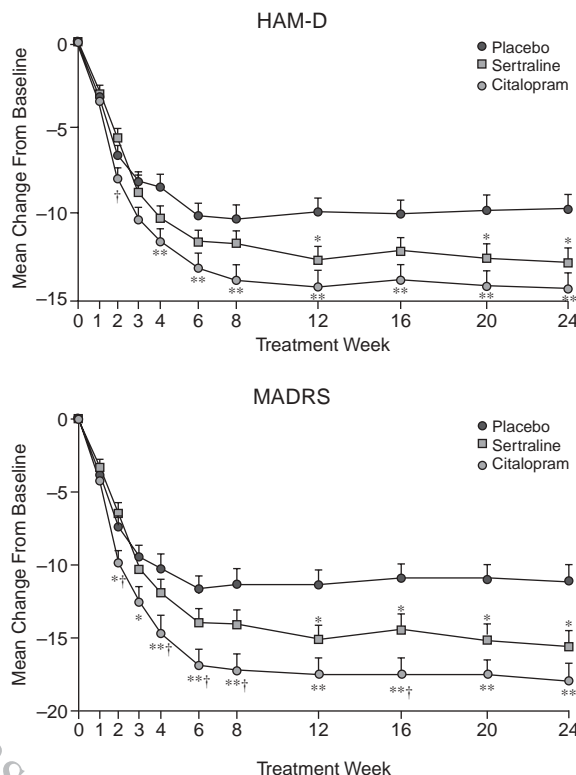 HAM-D
0
−5
−10
−15
Mean Change From Baseline
Placebo
Sertraline
Citalopram
†
**
**
**
*
**
**
*
**
*
**
0 1 2 3 4 6 8 12 16 20 24
Treatment Week
MADRS
0
−5
−10
−15
−20
Mean Change From Baseline
Placebo
Sertraline
Citalopram
*†
*
**†
**†
**†
*
**
*
**†
*
**
*
**
0 1 2 3 4 6 8 12 16 20 24
Treatment Week